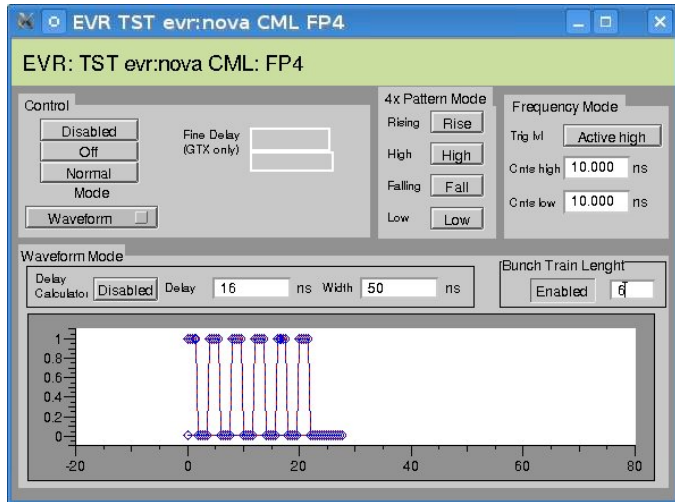 EVR TST evr:nova CML FP4
EVR: TST evr:nova CML: FP4
Control
Disabled
Off
Normal
Mode
Waveform
Fine Delay
(GTX only)
4x Pattern Mode
Rising Rise
High High
Falling Fall
Low Low
Frequency Mode
Trig lvl Active high
Cnte high 10.000 ns
Cnte low 10.000 ns
Waveform Mode
Delay
Calculator Disabled Delay 16 ns Width 50 ns
Bunch Train Lenght
Enabled 6
1
0.8
0.6
0.4
0.2
0
-20 0 20 40 60 80